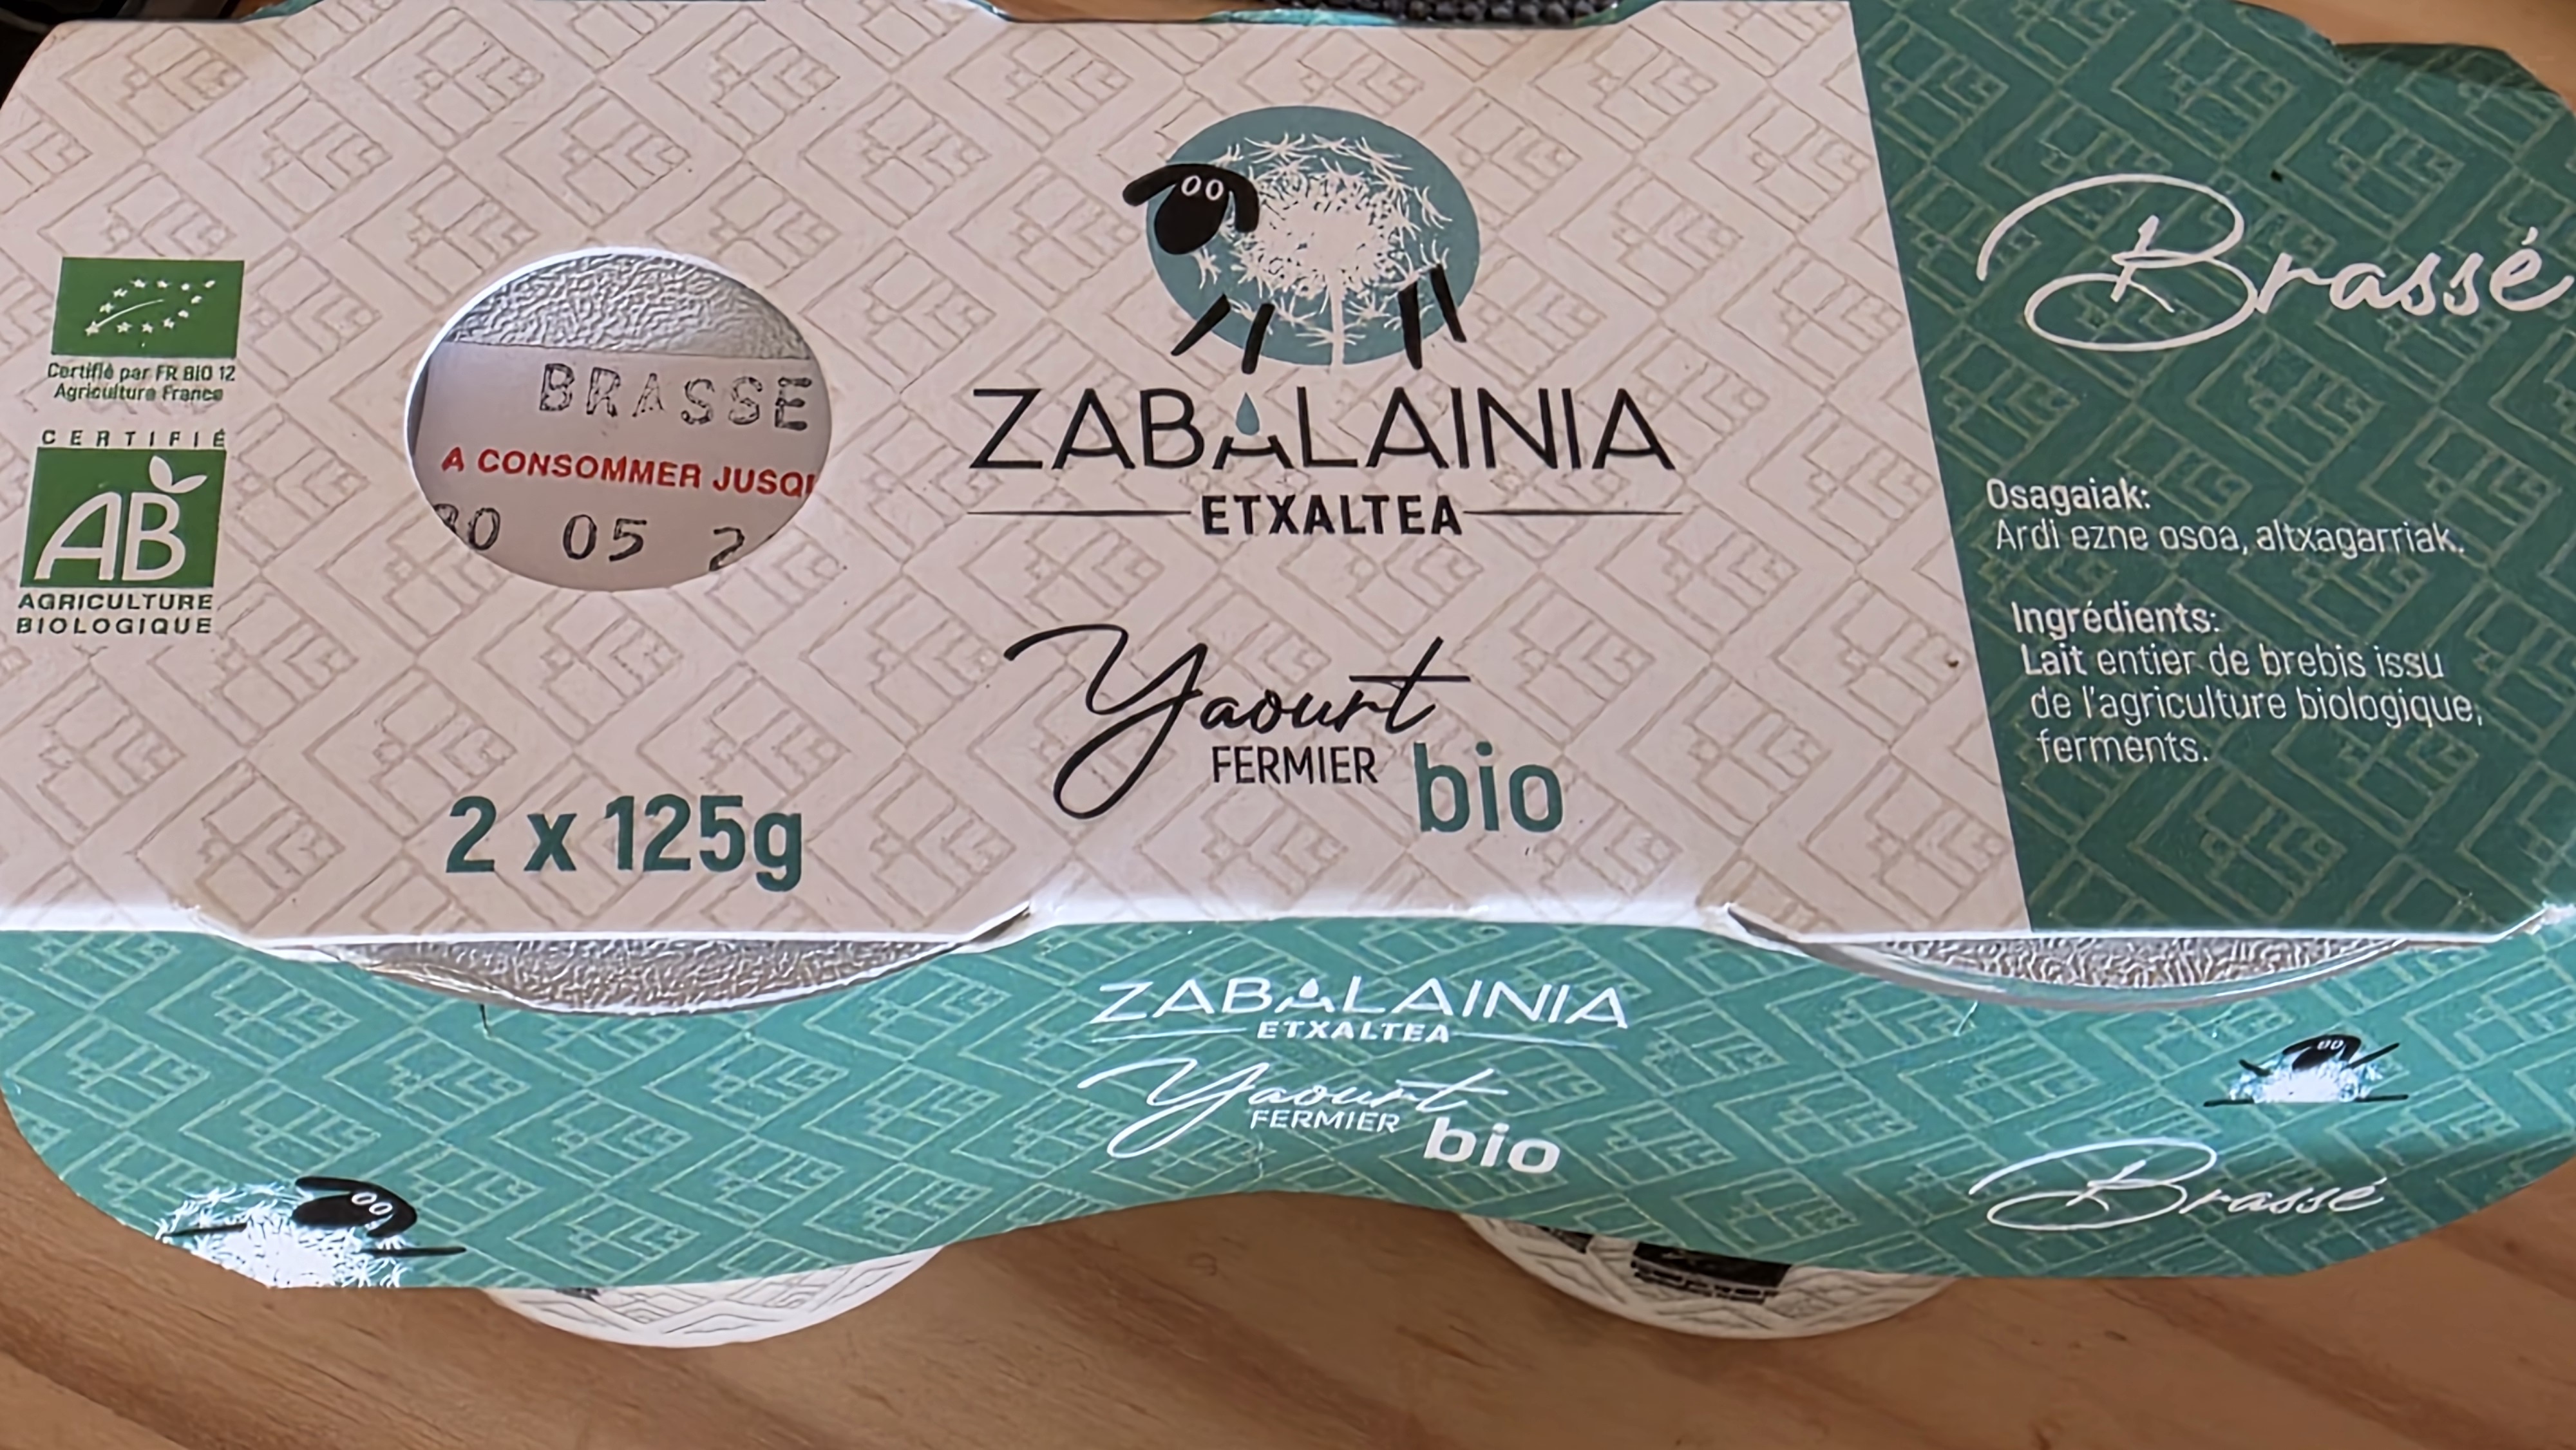 Certifié par FR BIO 12
Agriculture France
CERTIFIÉ
AB
AGRICULTURE
BIOLOGIQUE
BRASSE
A CONSOMMER JUSQU
05 2
2 x 125g
ZABALAINIA
ETXALTEA
Yaourt
FERMIER bio
Brassé
Osagaiak:
Ardi ezne osoa, altxagarriak.
Ingrédients:
Lait entier de brebis issu
de l'agriculture biologique,
ferments.
ZABALAINIA
ETXALTEA
Yaourt
FERMIER bio
Brassé